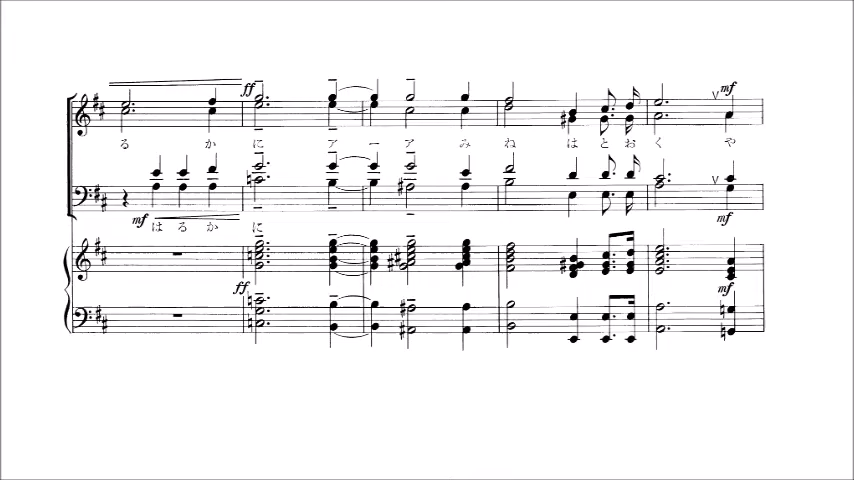 ff mf
る か に ア ー ア み ね は と お く や
mf mf
は る か に
ff mf